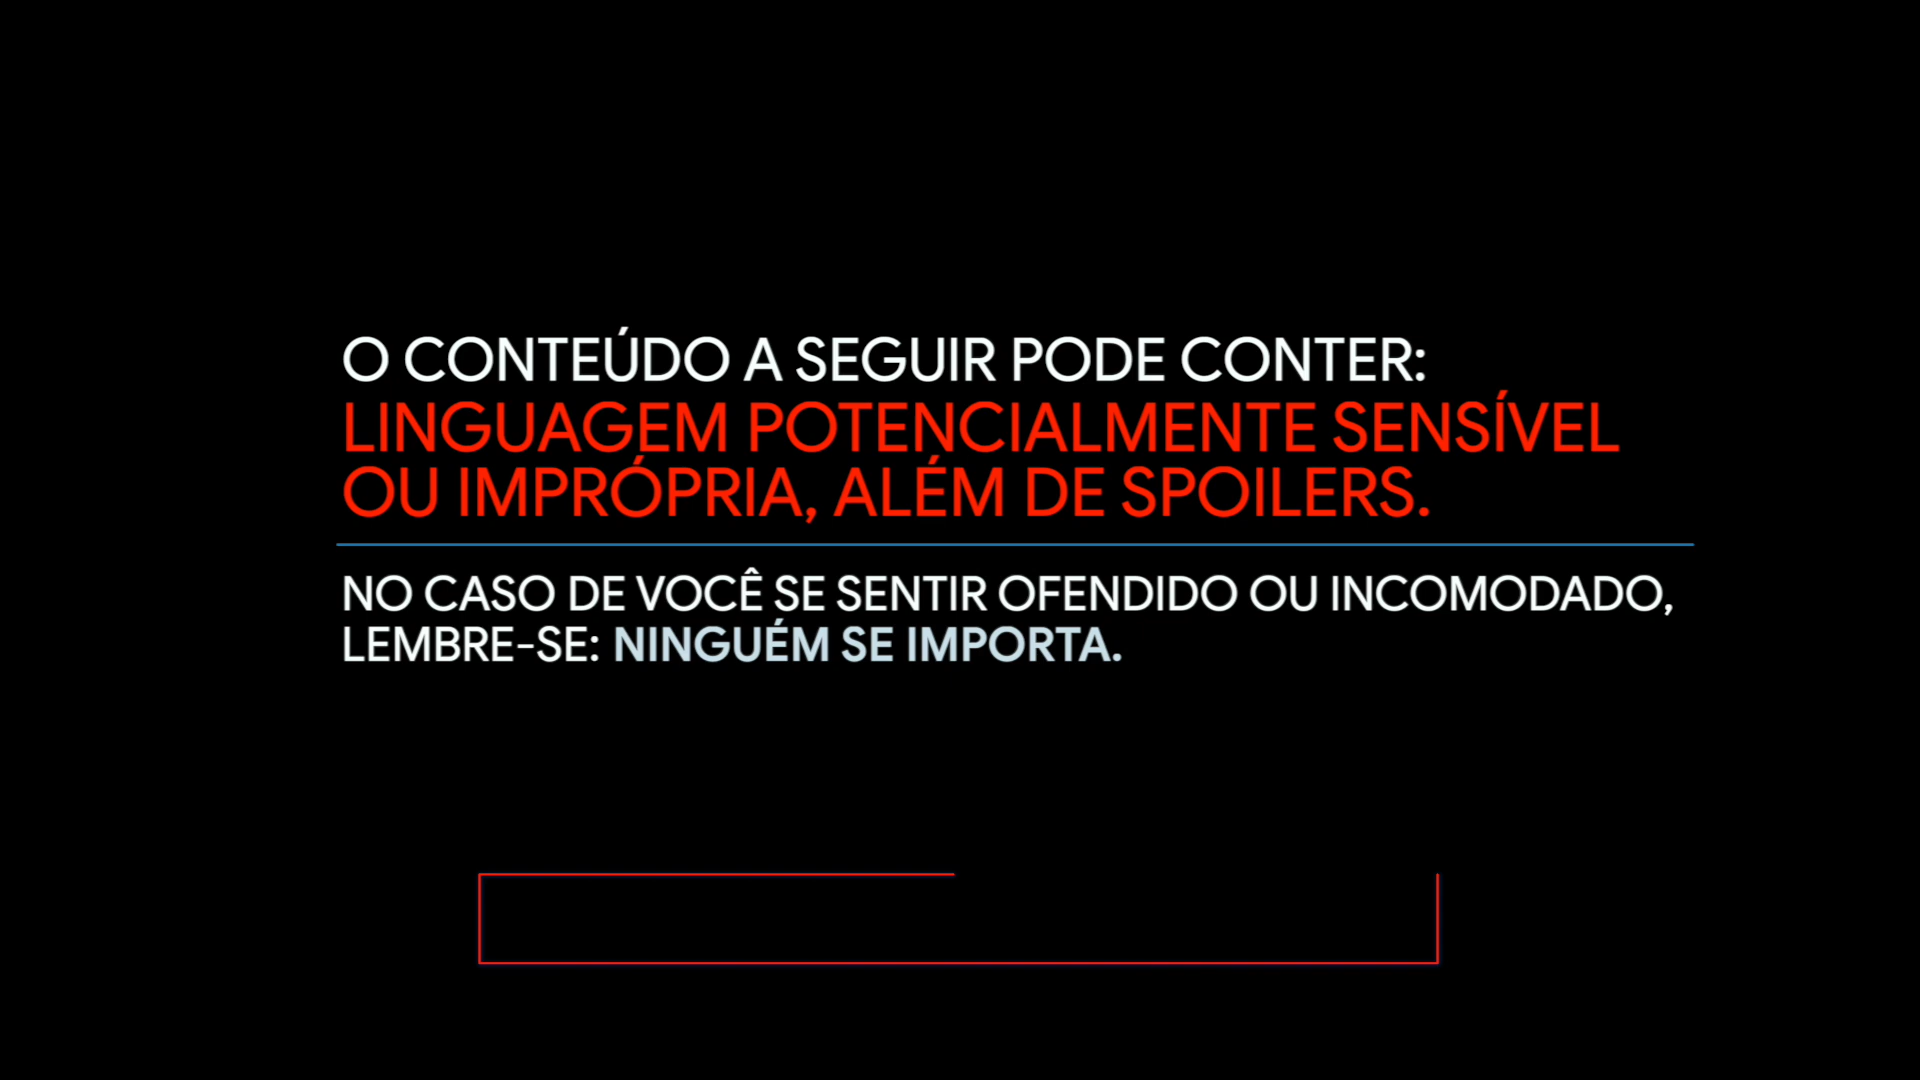 O CONTEÚDO A SEGUIR PODE CONTER:
LINGUAGEM POTENCIALMENTE SENSÍVEL
OU IMPRÓPRIA, ALÉM DE SPOILERS.
NO CASO DE VOCÊ SE SENTIR OFENDIDO OU INCOMODADO,
LEMBRE-SE: NINGUÉM SE IMPORTA.